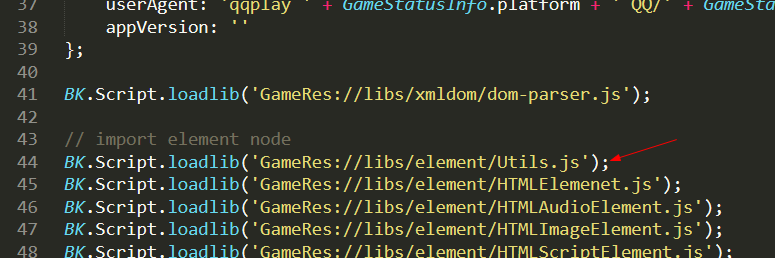 37 userAgent: 'qqplay ' + GameStatusInfo.platform + ' QQ/' + GameSta
38 appVersion: ''
39 };
40
41 BK.Script.loadlib('GameRes://libs/xmldom/dom-parser.js');
42
43 // import element node
44 BK.Script.loadlib('GameRes://libs/element/Utils.js');
45 BK.Script.loadlib('GameRes://libs/element/HTMLElemenet.js');
46 BK.Script.loadlib('GameRes://libs/element/HTMLAudioElement.js');
47 BK.Script.loadlib('GameRes://libs/element/HTMLImageElement.js');
48 BK.Script.loadlib('GameRes://libs/element/HTMLScriptElement.js');